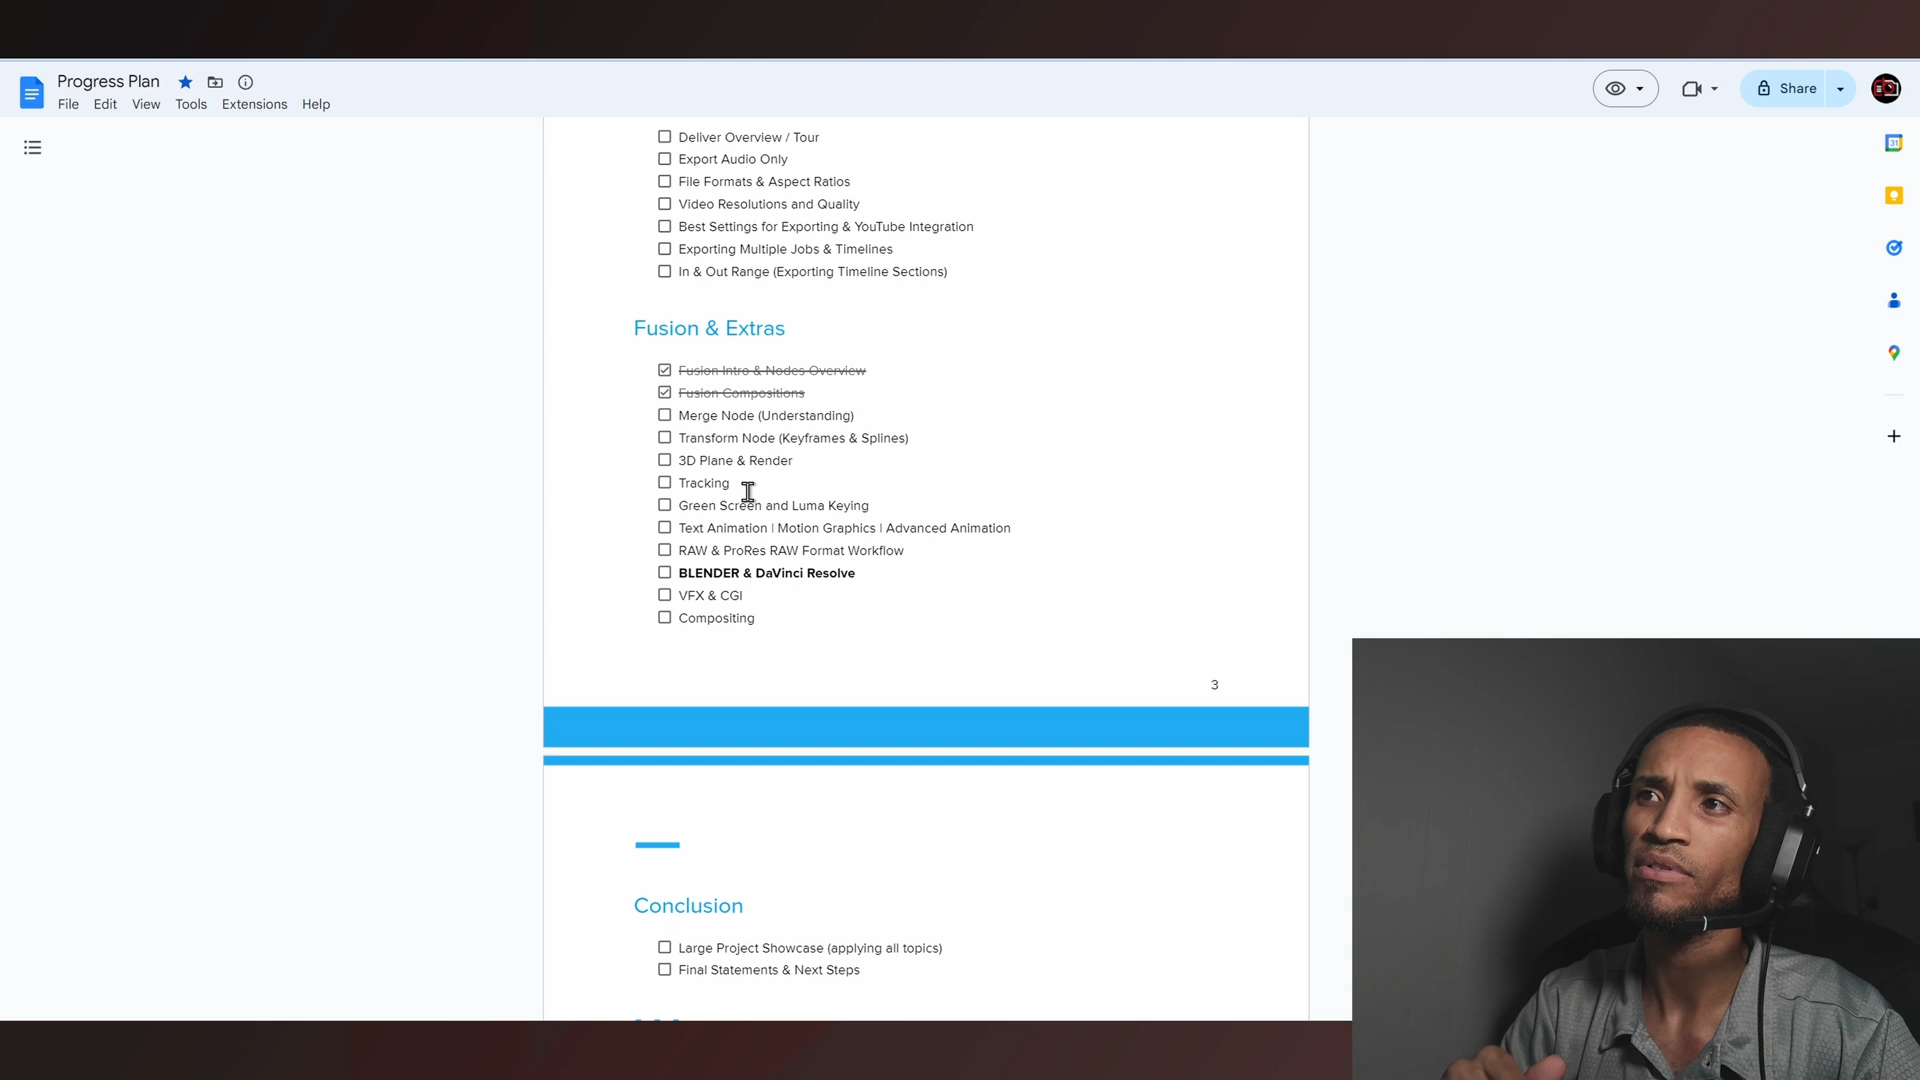 Progress Plan
File Edit View Tools Extensions Help
Share
31
Deliver Overview / Tour
Export Audio Only
File Formats & Aspect Ratios
Video Resolutions and Quality
Best Settings for Exporting & YouTube Integration
Exporting Multiple Jobs & Timelines
In & Out Range (Exporting Timeline Sections)
Fusion & Extras
Fusion Intro & Nodes Overview
Fusion Compositions
Merge Node (Understanding)
Transform Node (Keyframes & Splines)
3D Plane & Render
Tracking
Green Screen and Luma Keying
Text Animation | Motion Graphics | Advanced Animation
RAW & ProRes RAW Format Workflow
BLENDER & DaVinci Resolve
VFX & CGI
Compositing
3
Conclusion
Large Project Showcase (applying all topics)
Final Statements & Next Steps